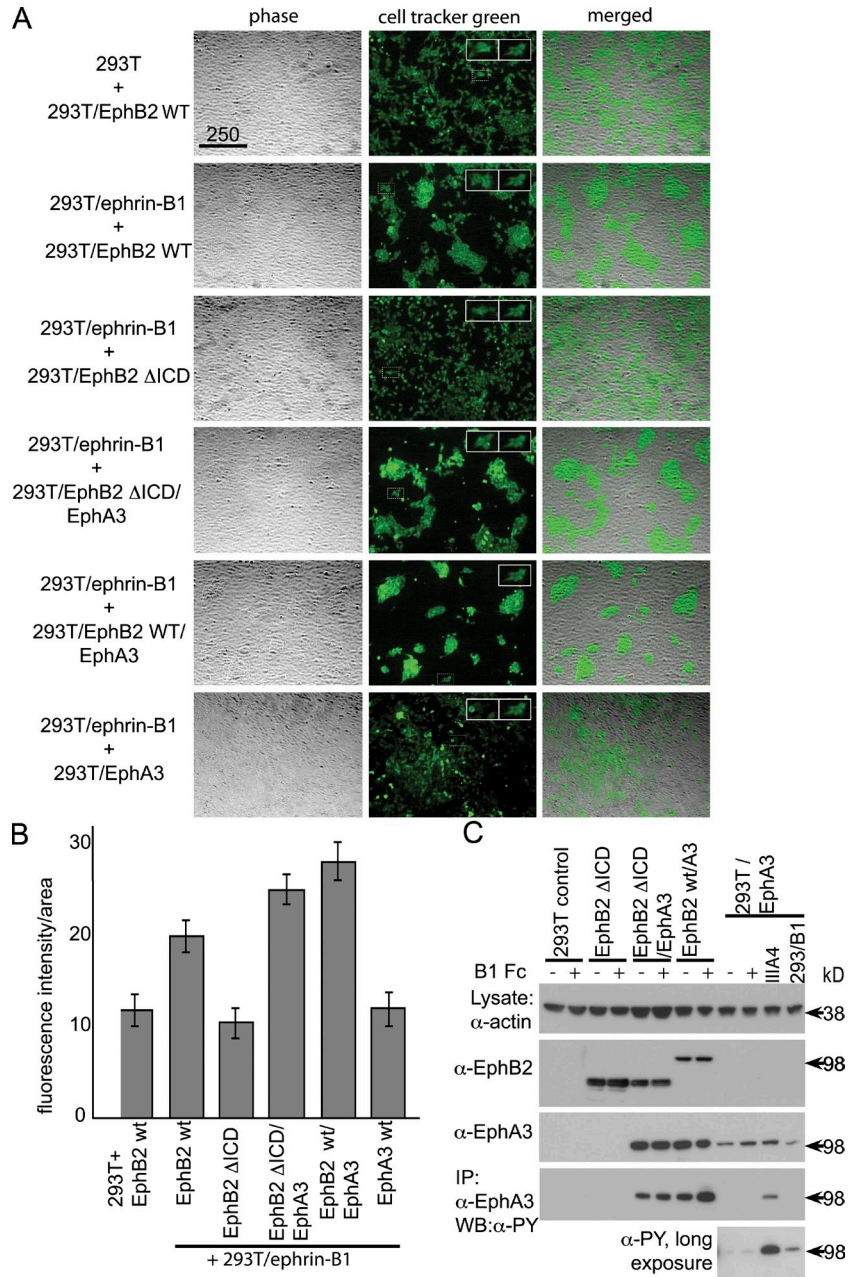 A
phase
cell tracker green
merged
293T
+
293T/EphB2 WT
250
293T/ephrin-B1
+
293T/EphB2 WT
293T/ephrin-B1
+
293T/EphB2 ΔICD
293T/ephrin-B1
+
293T/EphB2 ΔICD/
EphA3
293T/ephrin-B1
+
293T/EphB2 WT/
EphA3
293T/ephrin-B1
+
293T/EphA3
B
fluorescence intensity/area
30
20
10
0
293T+
EphB2 wt
EphB2 wt
EphB2 ΔICD
EphB2 ΔICD/
EphA3
EphB2 wt/
EphA3
EphA3 wt
+ 293T/ephrin-B1
C
293T control
EphB2 ΔICD
EphB2 ΔICD
/EphA3
EphB2 wt/A3
293T /
EphA3
B1 Fc - + - + - + - + - + IIIA4 293/B1 kD
Lysate:
α-actin
38
α-EphB2
98
α-EphA3
98
IP:
α-EphA3
WB:α-PY
98
α-PY, long
exposure
98